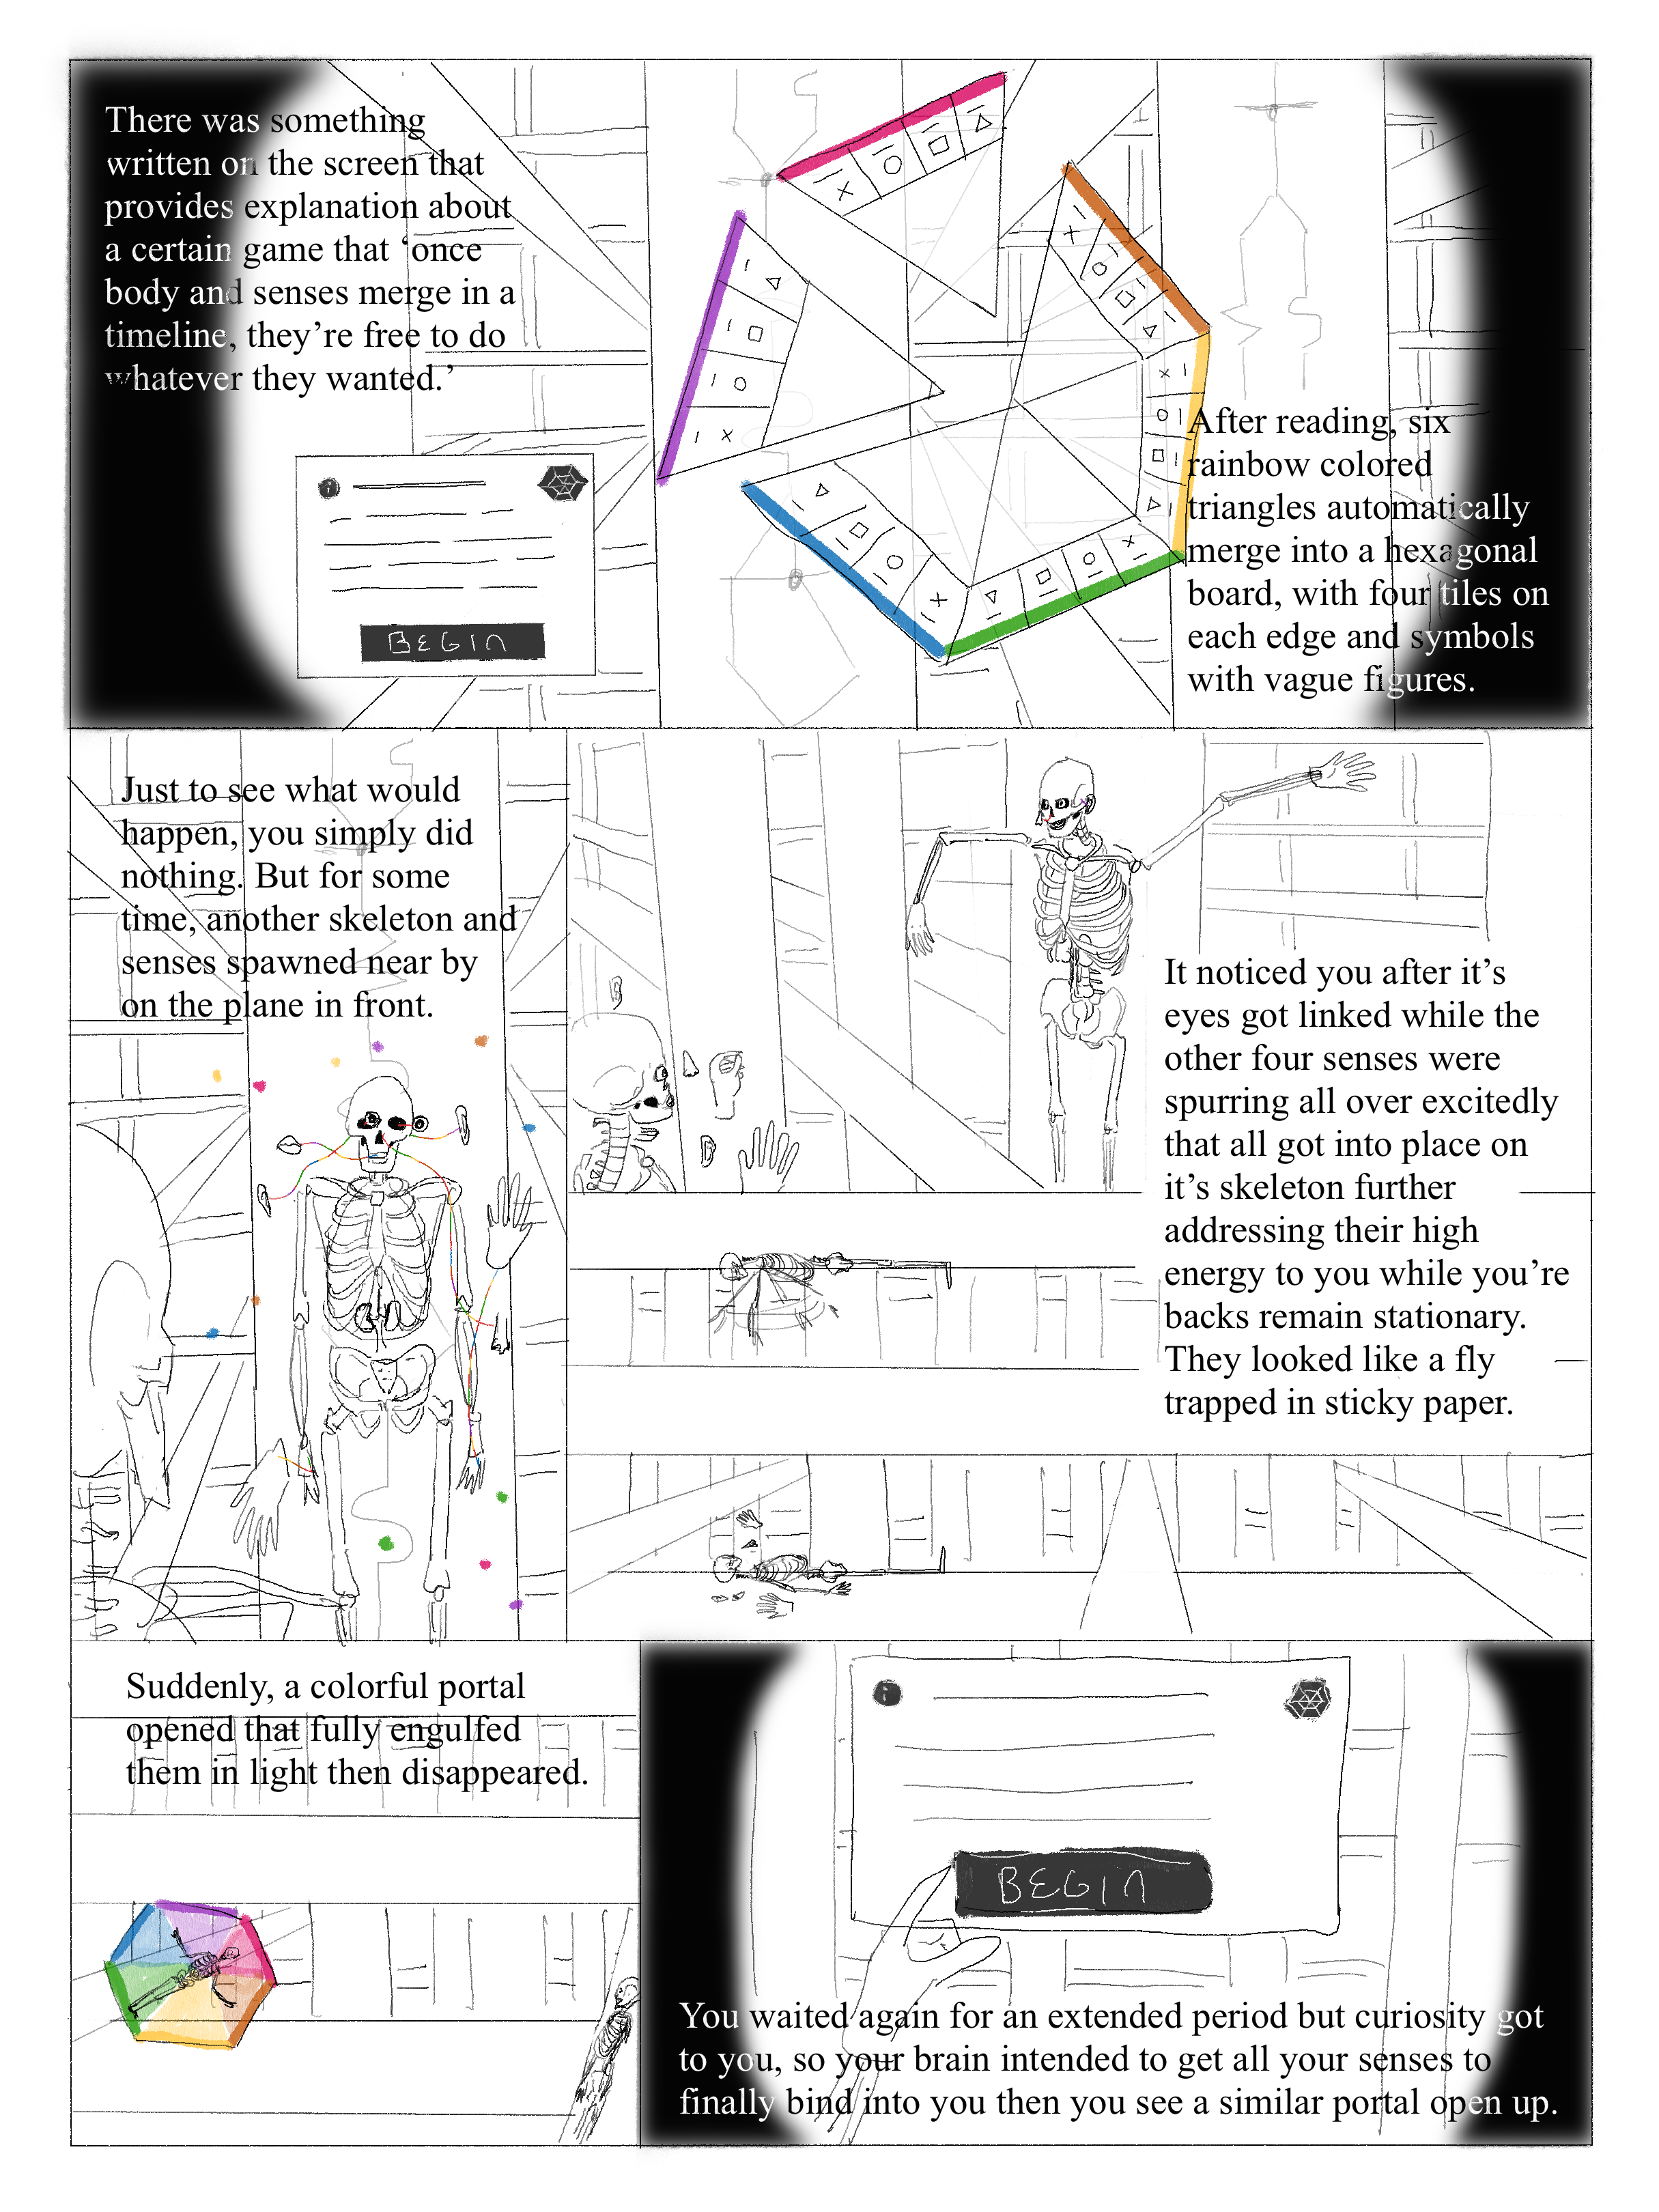 There was something
written on the screen that
provides explanation about
a certain game that ‘once
body and senses merge in a
timeline, they’re free to do
whatever they wanted.’
BEGIN
After reading, six
rainbow colored
triangles automatically
merge into a hexagonal
board, with four tiles on
each edge and symbols
with vague figures.
Just to see what would
happen, you simply did
nothing. But for some
time, another skeleton and
senses spawned near by
on the plane in front.
It noticed you after it’s
eyes got linked while the
other four senses were
spurring all over excitedly
that all got into place on
it’s skeleton further
addressing their high
energy to you while you’re
backs remain stationary.
They looked like a fly
trapped in sticky paper.
Suddenly, a colorful portal
opened that fully engulfed
them in light then disappeared.
BEGIN
You waited again for an extended period but curiosity got
to you, so your brain intended to get all your senses to
finally bind into you then you see a similar portal open up.